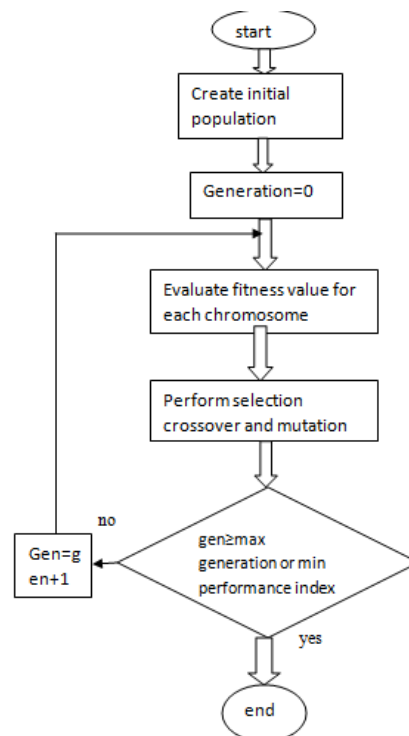 start
Create initial
population
Generation=0
Evaluate fitness value for
each chromosome
Perform selection
crossover and mutation
no
gen≥max
generation or min
performance index
Gen=g
en+1
yes
end